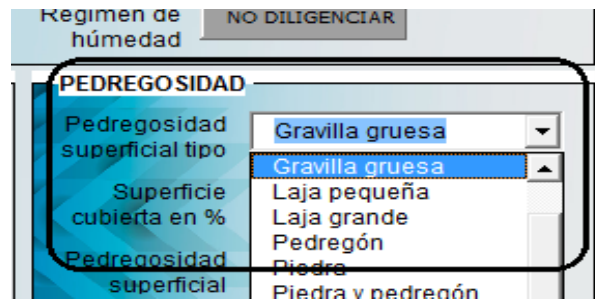 Régimen de
húmedad
NO DILIGENCIAR
PEDREGOSIDAD
Pedregosidad
superficial tipo
Gravilla gruesa
Gravilla gruesa
Laja pequeña
Laja grande
Pedregón
Piedra
Piedra y pedregón
Superficie
cubierta en %
Pedregosidad
superficial